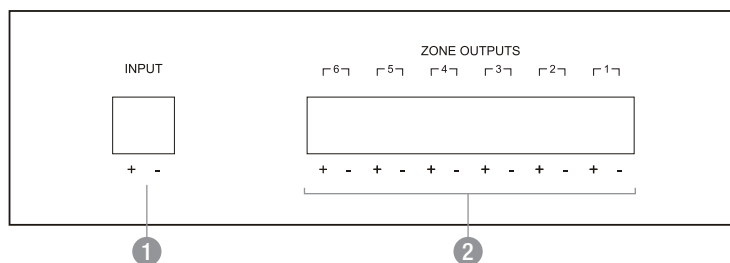 ZONE OUTPUTS
INPUT
6 5 4 3 2 1
+ - + - + - + - + - + - + -
1 2